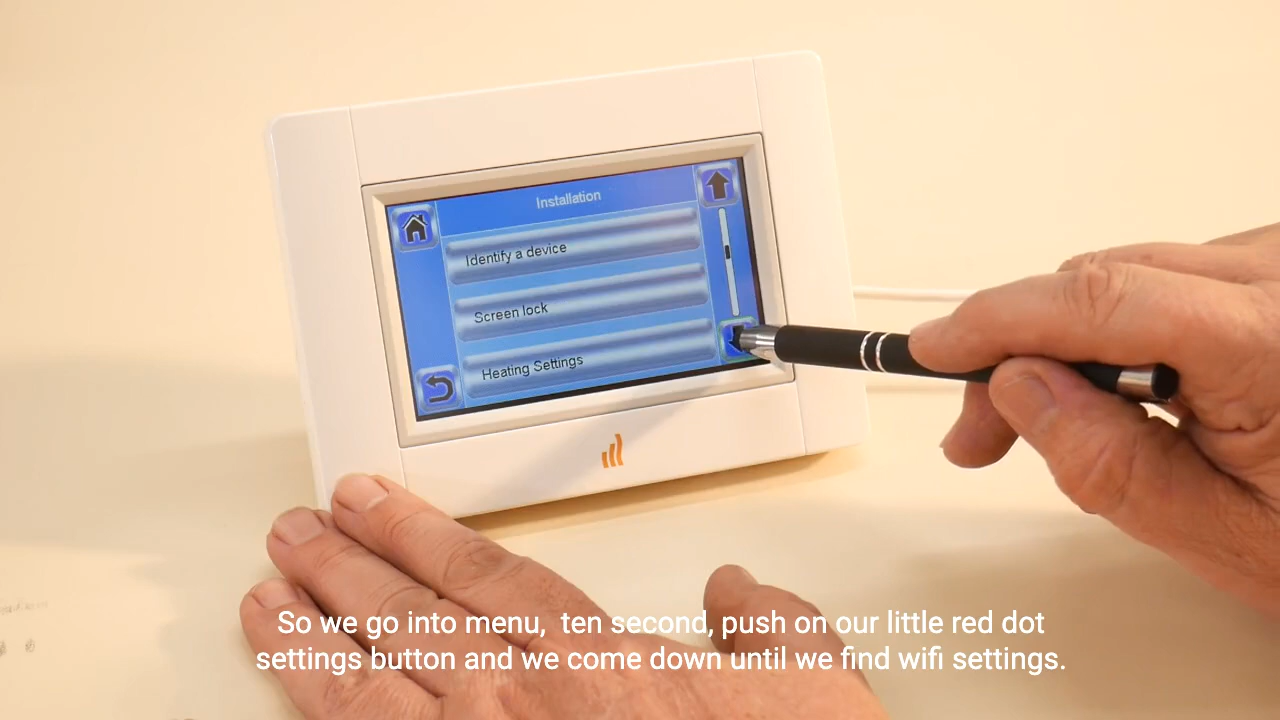 Installation
Identify a device
Screen lock
Heating Settings
So we go into menu,  ten second, push on our little red dot
settings button and we come down until we find wifi settings.